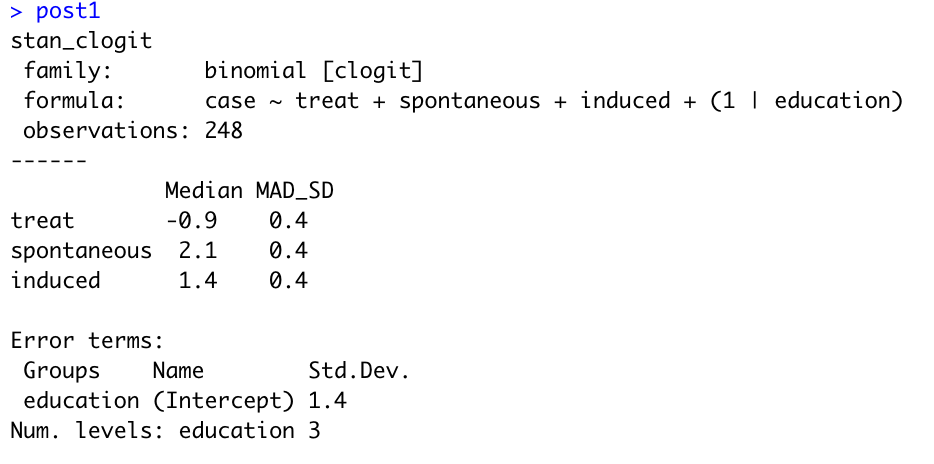 > post1
stan_clogit
 family:       binomial [clogit]
 formula:      case ~ treat + spontaneous + induced + (1 | education)
 observations: 248
------
            Median MAD_SD
treat       -0.9    0.4
spontaneous  2.1    0.4
induced      1.4    0.4

Error terms:
 Groups    Name        Std.Dev.
 education (Intercept) 1.4
Num. levels: education 3